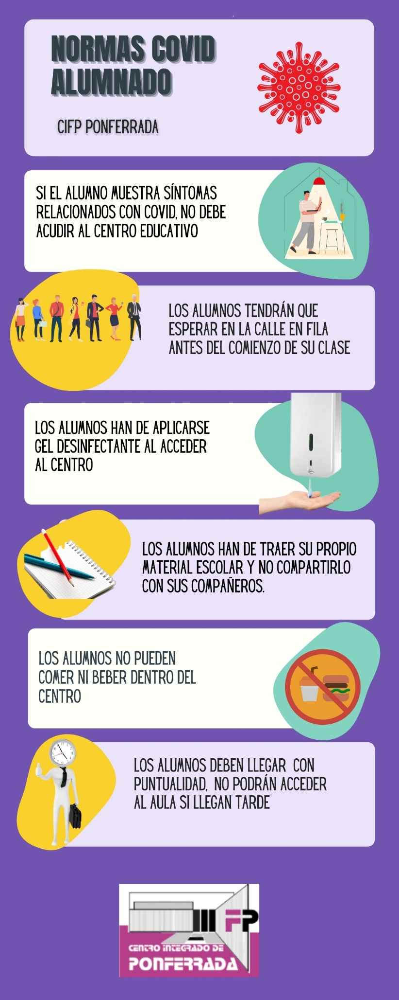 NORMAS COVID
ALUMNADO
CIFP PONFERRADA
SI EL ALUMNO MUESTRA SÍNTOMAS
RELACIONADOS CON COVID, NO DEBE
ACUDIR AL CENTRO EDUCATIVO
LOS ALUMNOS TENDRÁN QUE
ESPERAR EN LA CALLE EN FILA
ANTES DEL COMIENZO DE SU CLASE
LOS ALUMNOS HAN DE APLICARSE
GEL DESINFECTANTE AL ACCEDER
AL CENTRO
LOS ALUMNOS HAN DE TRAER SU PROPIO
MATERIAL ESCOLAR Y NO COMPARTIRLO
CON SUS COMPAÑEROS.
LOS ALUMNOS NO PUEDEN
COMER NI BEBER DENTRO DEL
CENTRO
LOS ALUMNOS DEBEN LLEGAR CON
PUNTUALIDAD, NO PODRÁN ACCEDER
AL AULA SI LLEGAN TARDE
FP
CENTRO INTEGRADO DE
PONFERRADA